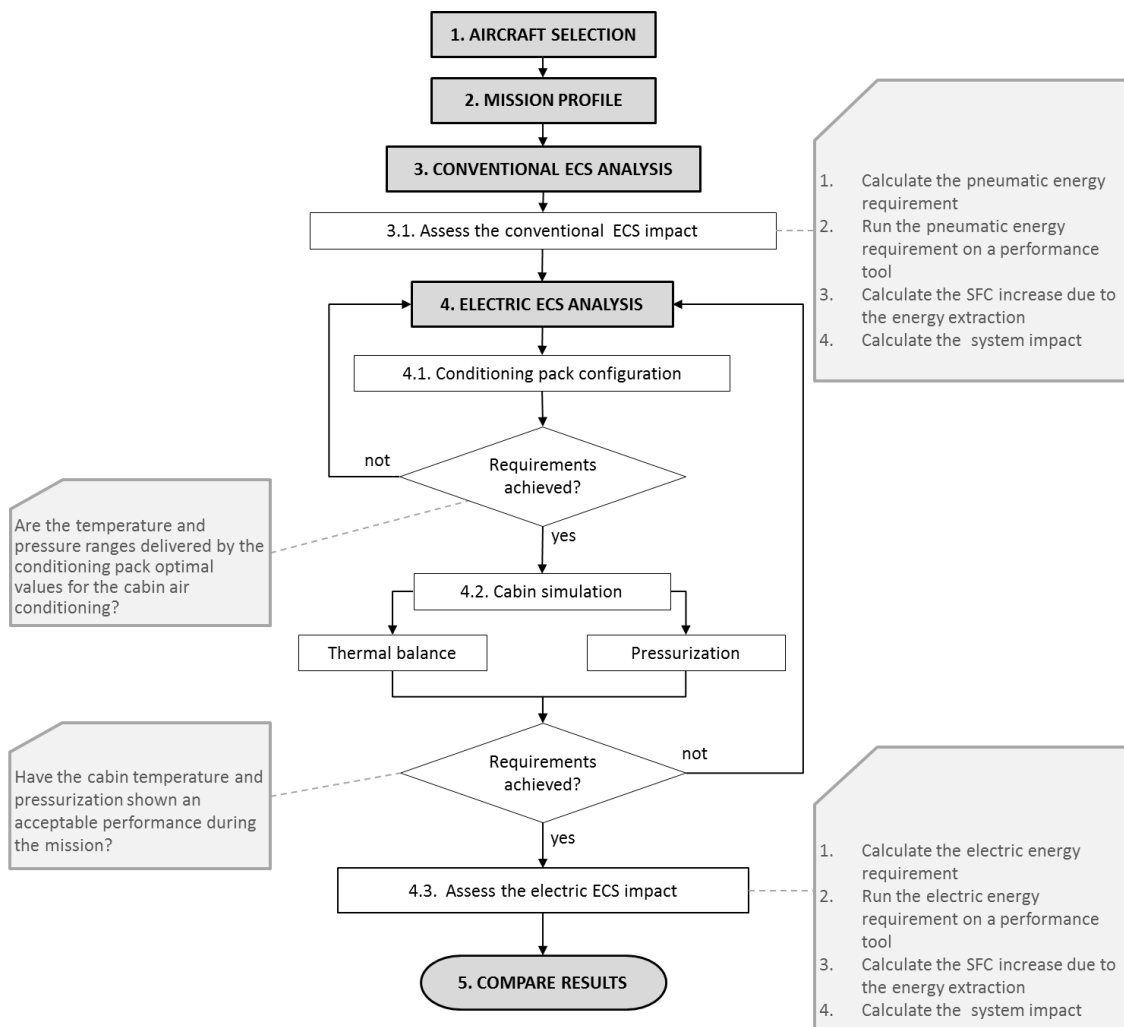 1. AIRCRAFT SELECTION
2. MISSION PROFILE
3. CONVENTIONAL ECS ANALYSIS
3.1. Assess the conventional ECS impact
1. Calculate the pneumatic energy
requirement
2. Run the pneumatic energy
requirement on a performance
tool
3. Calculate the SFC increase due to
the energy extraction
4. Calculate the system impact
4. ELECTRIC ECS ANALYSIS
4.1. Conditioning pack configuration
not
Requirements
achieved?
yes
Are the temperature and
pressure ranges delivered by the
conditioning pack optimal
values for the cabin air
conditioning?
4.2. Cabin simulation
Thermal balance
Pressurization
Requirements
achieved?
not
yes
Have the cabin temperature and
pressurization shown an
acceptable performance during
the mission?
4.3. Assess the electric ECS impact
1. Calculate the electric energy
requirement
2. Run the electric energy
requirement on a performance
tool
3. Calculate the SFC increase due to
the energy extraction
4. Calculate the system impact
5. COMPARE RESULTS